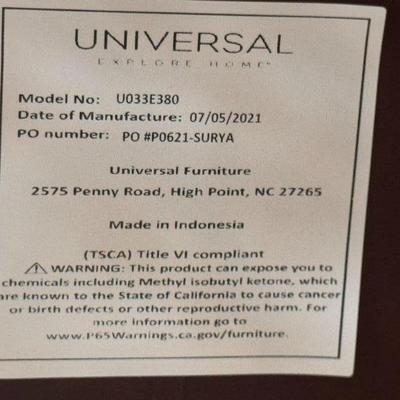 UNIVERSAL
EXPLORE HOME
Model No: U033E380
Date of Manufacture: 07/05/2021
PO number: PO #P0621-SURYA
Universal Furniture
2575 Penny Road, High Point, NC 27265
Made in Indonesia
(TSCA) Title VI compliant
⚠ WARNING: This product can expose you to
chemicals including Methyl isobutyl ketone, which
are known to the State of California to cause cancer
or birth defects or other reproductive harm. For
more information go to
www.P65Warnings.ca.gov/furniture.